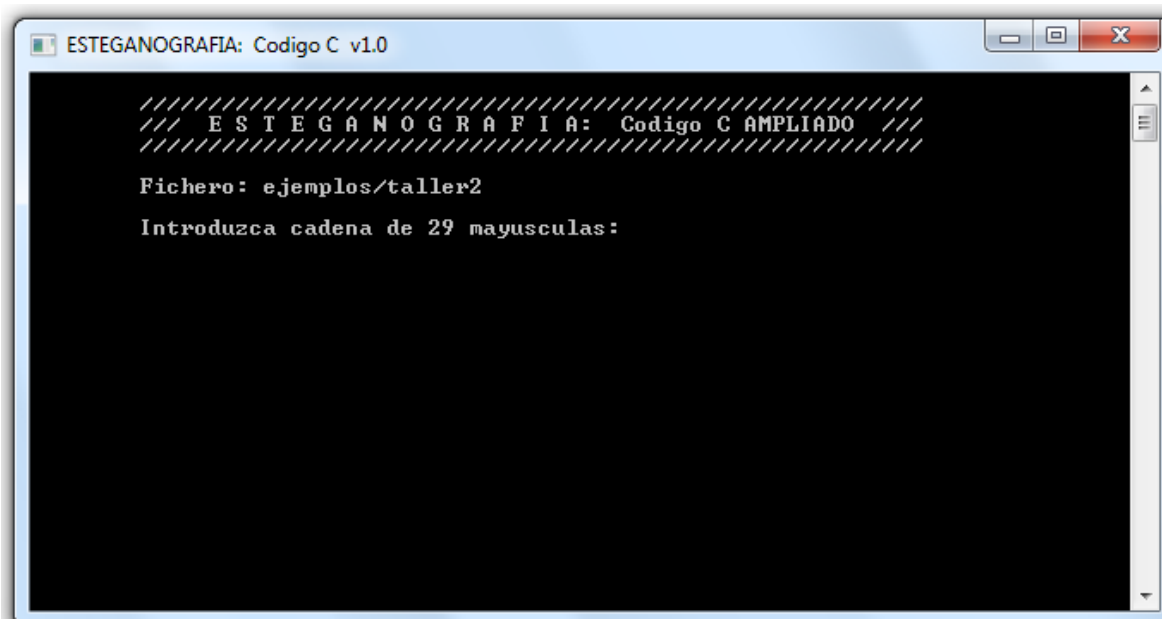 ESTEGANOGRAFIA: Codigo C v1.0
//////////////////////////////////////////////////////////
/// E S T E G A N O G R A F I A: Codigo C AMPLIADO ///
//////////////////////////////////////////////////////////
Fichero: ejemplos/taller2
Introduzca cadena de 29 mayusculas: